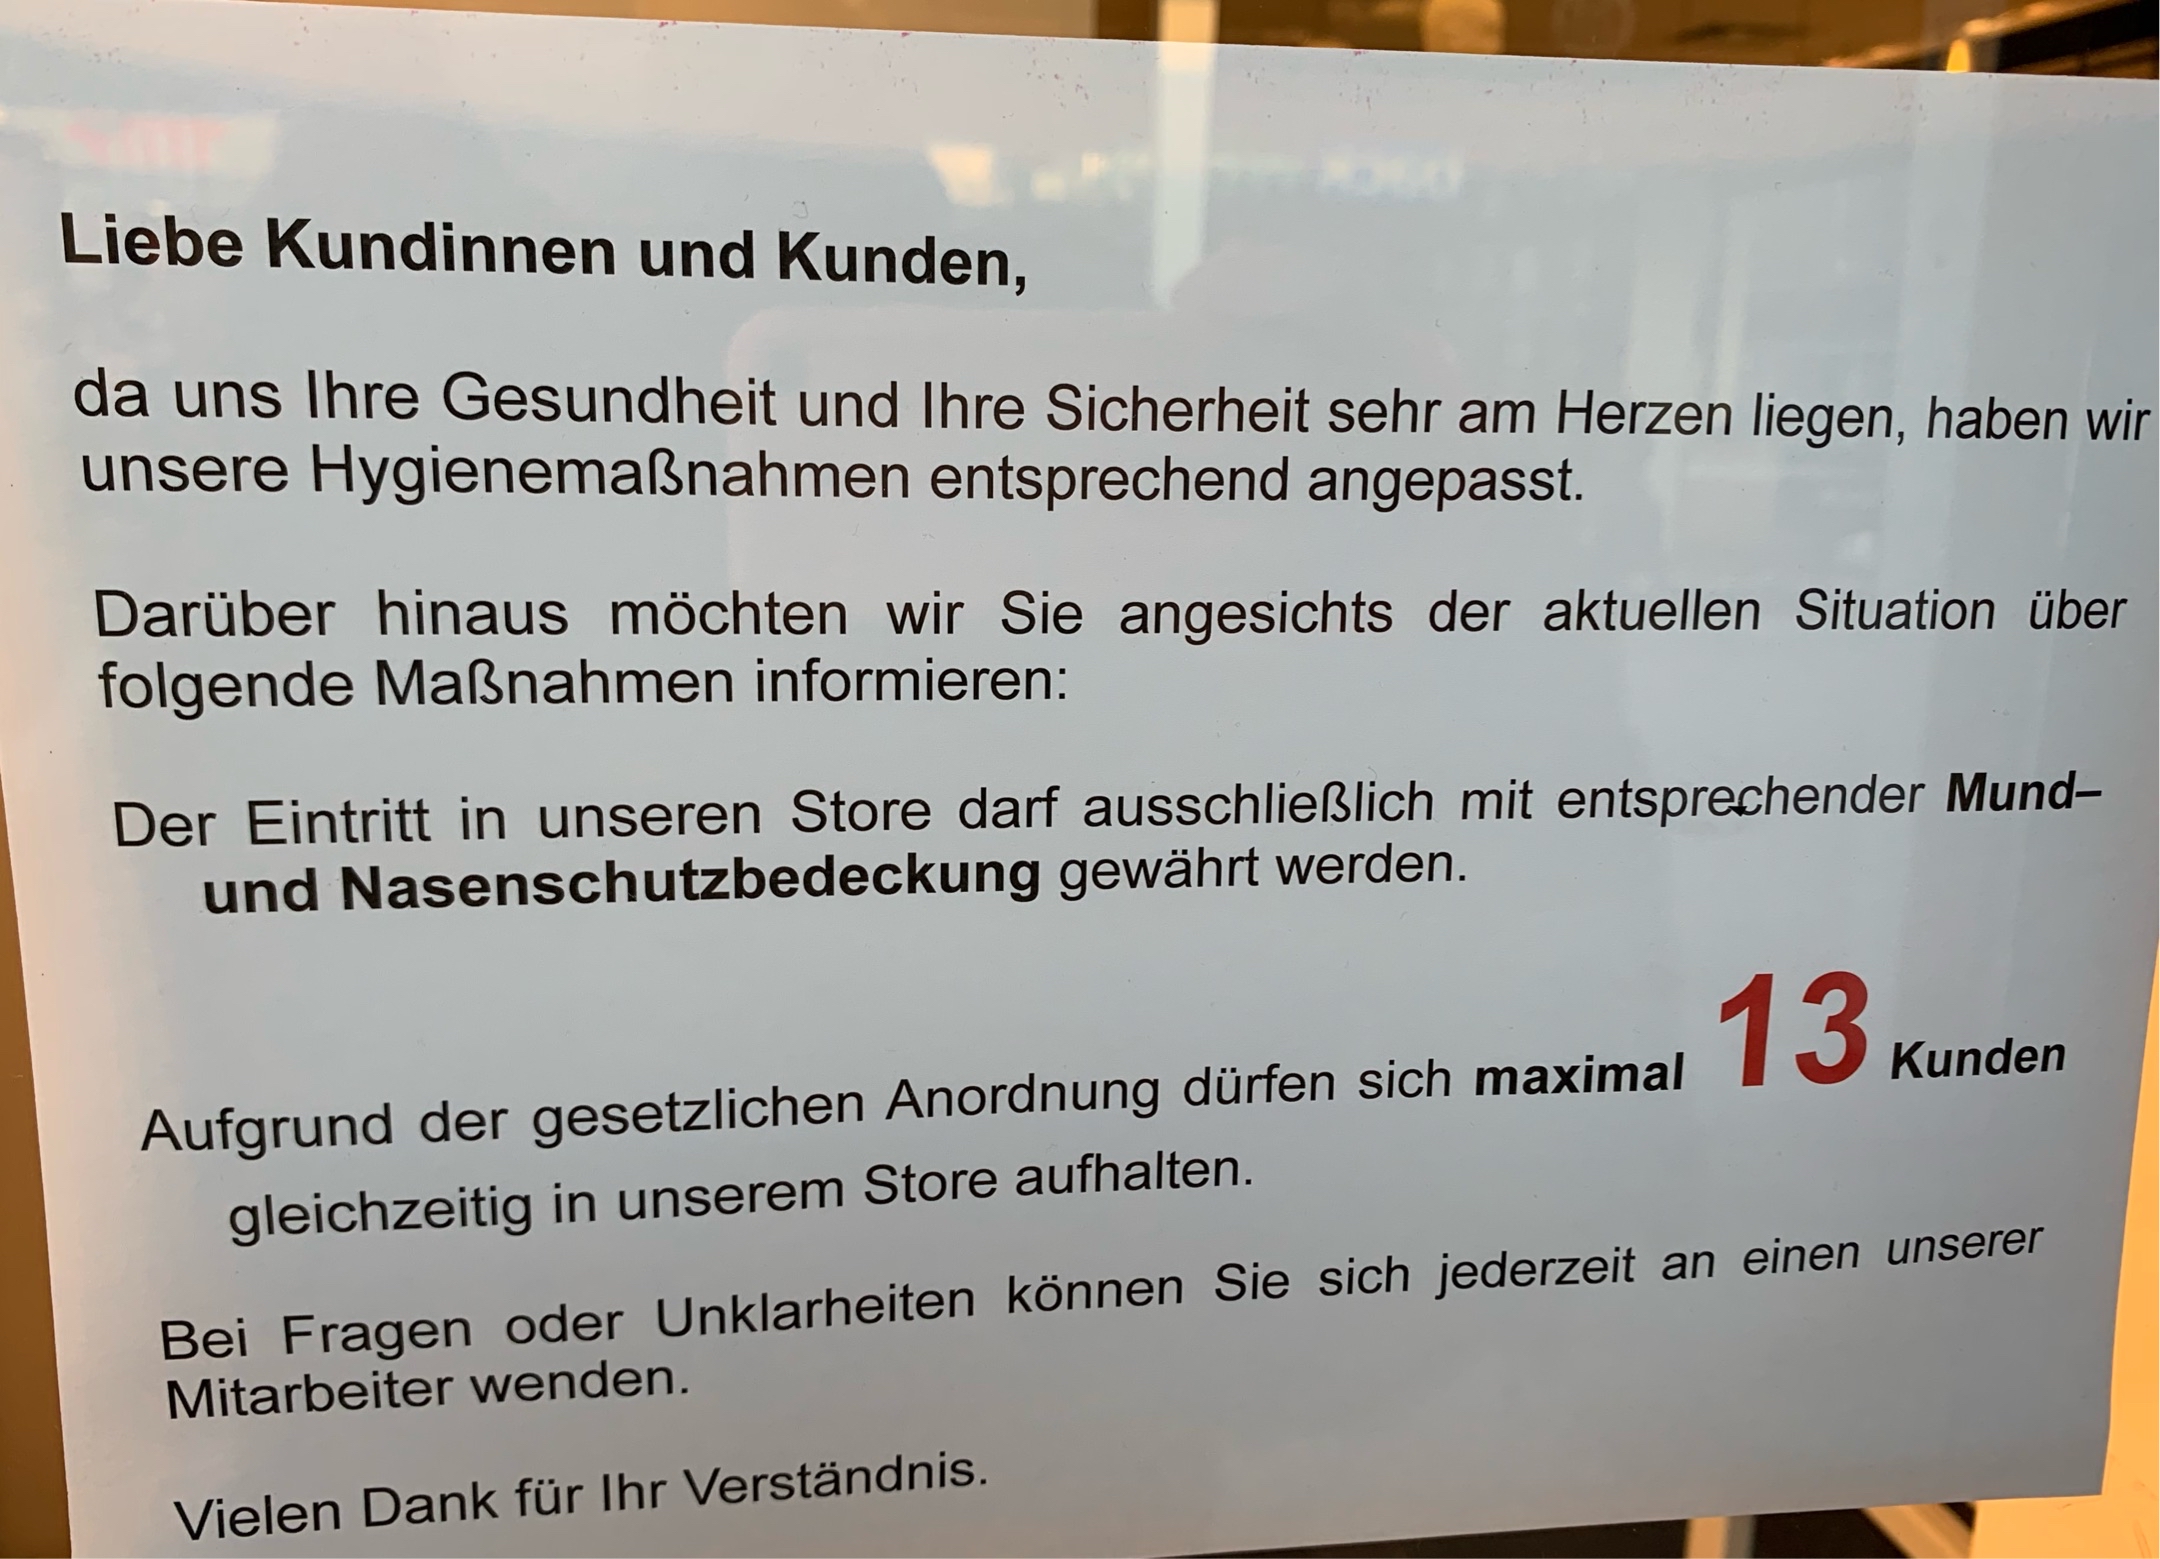 Liebe Kundinnen und Kunden,
da uns Ihre Gesundheit und Ihre Sicherheit sehr am Herzen liegen, haben wir
unsere Hygienemaßnahmen entsprechend angepasst.
Darüber hinaus möchten wir Sie angesichts der aktuellen Situation über
folgende Maßnahmen informieren:
Der Eintritt in unseren Store darf ausschließlich mit entsprechender Mund–
und Nasenschutzbedeckung gewährt werden.
Aufgrund der gesetzlichen Anordnung dürfen sich maximal 13 Kunden
gleichzeitig in unserem Store aufhalten.
Bei Fragen oder Unklarheiten können Sie sich jederzeit an einen unserer
Mitarbeiter wenden.
Vielen Dank für Ihr Verständnis.